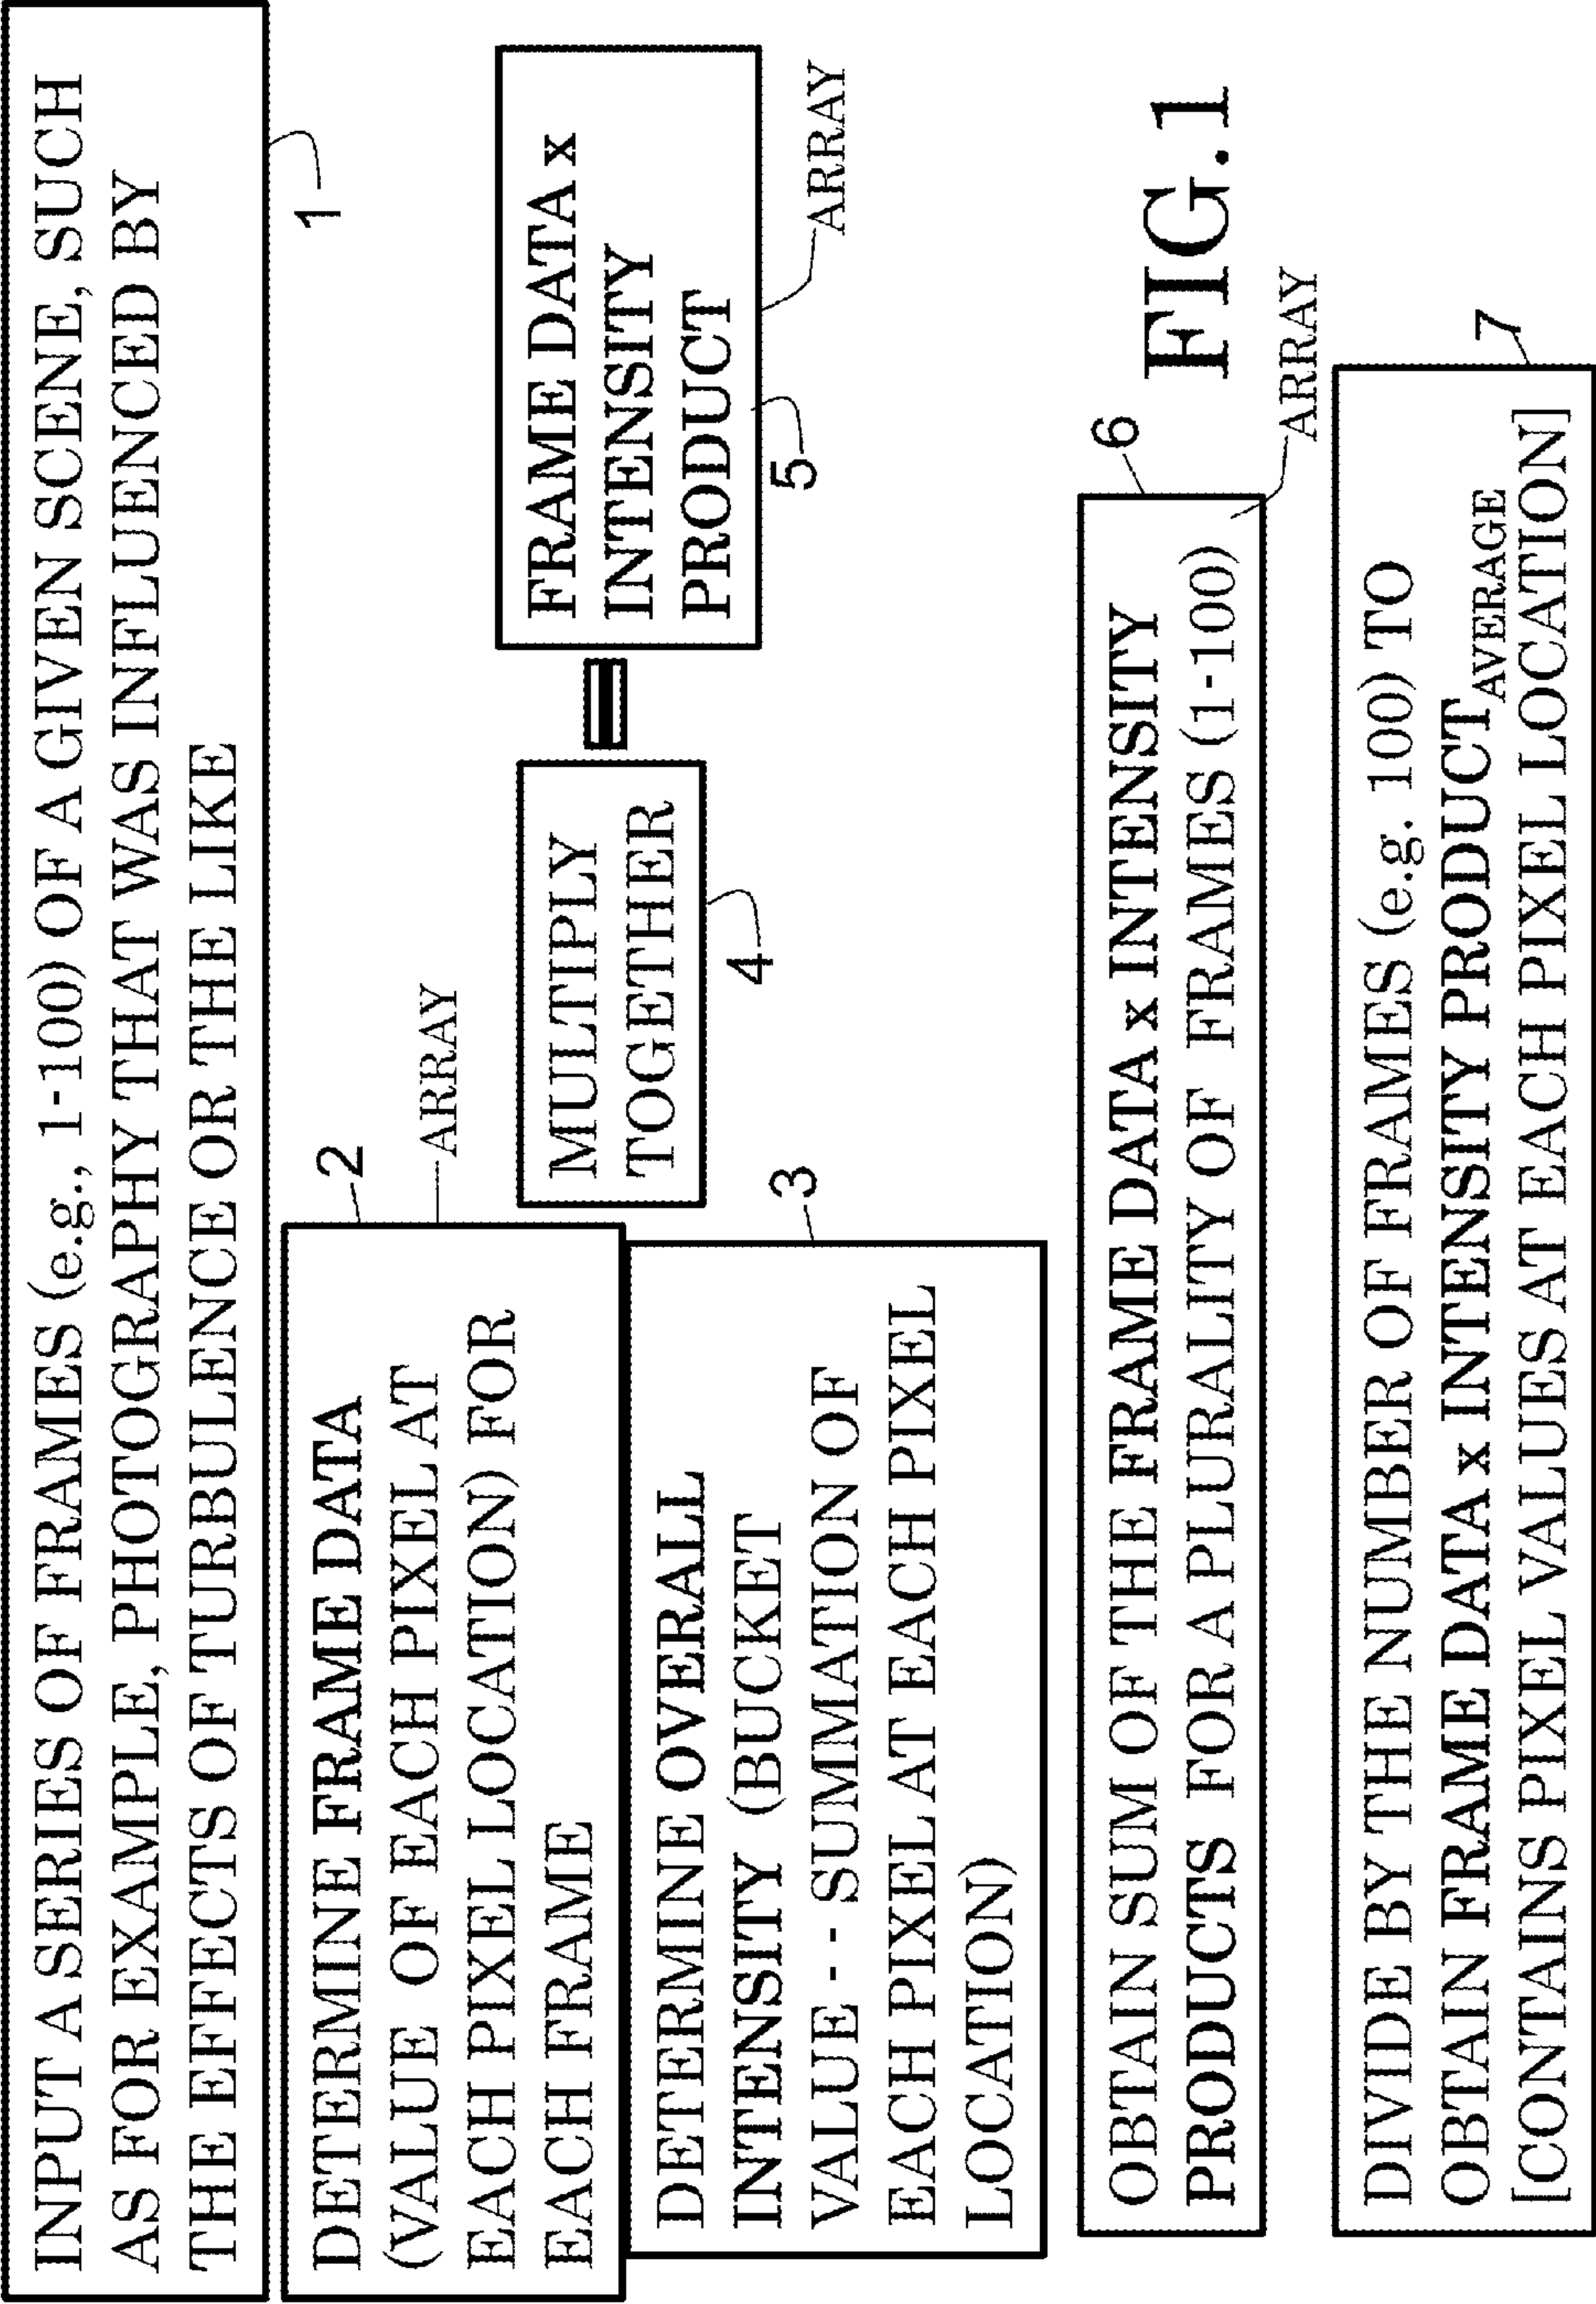 INPUT A SERIES OF FRAMES (e.g., 1-100) OF A GIVEN SCENE, SUCH
AS FOR EXAMPLE, PHOTOGRAPHY THAT WAS INFLUENCED BY
THE EFFECTS OF TURBULENCE OR THE LIKE
1
DETERMINE FRAME DATA
(VALUE OF EACH PIXEL AT
EACH PIXEL LOCATION) FOR
EACH FRAME
2
ARRAY
DETERMINE OVERALL
INTENSITY (BUCKET
VALUE - - SUMMATION OF
EACH PIXEL AT EACH PIXEL
LOCATION)
3
MULTIPLY
TOGETHER
4
=
FRAME DATA x
INTENSITY
PRODUCT
5
ARRAY
OBTAIN SUM OF THE FRAME DATA x INTENSITY
PRODUCTS FOR A PLURALITY OF FRAMES (1-100)
6
ARRAY
FIG.1
DIVIDE BY THE NUMBER OF FRAMES (e.g. 100) TO
OBTAIN FRAME DATA x INTENSITY PRODUCT AVERAGE
[CONTAINS PIXEL VALUES AT EACH PIXEL LOCATION]
7